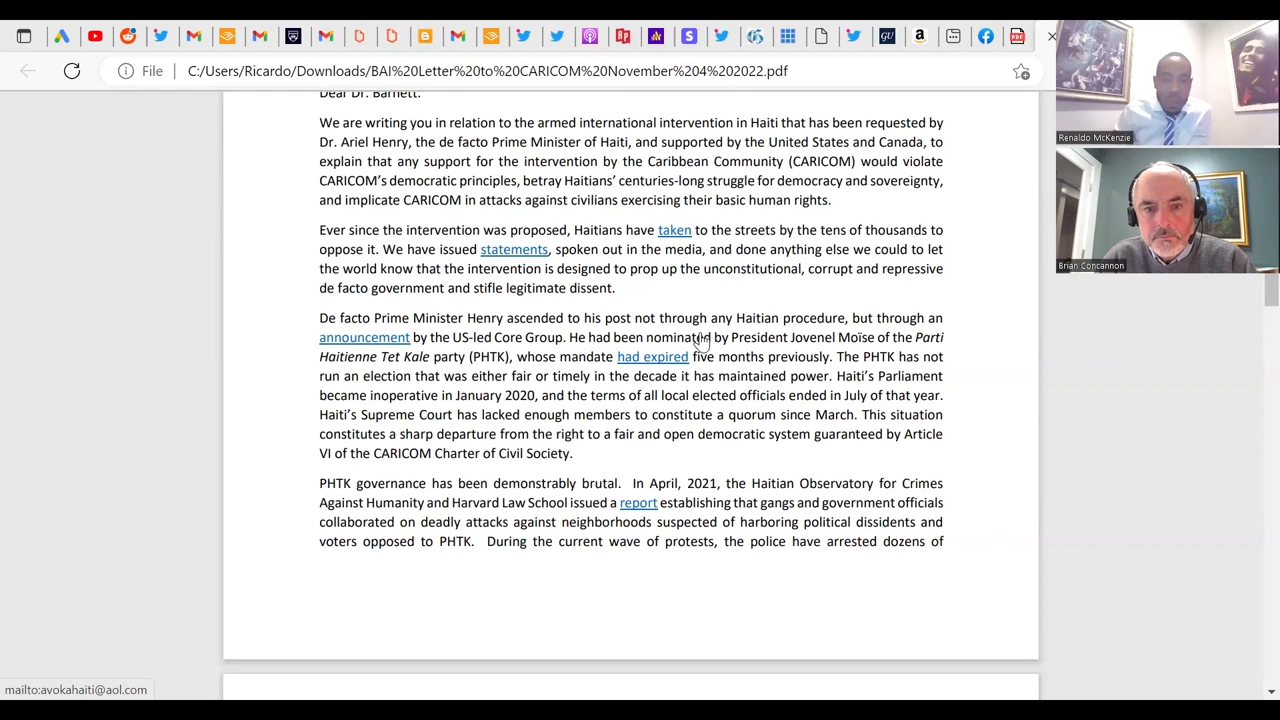 File
C:/Users/Ricardo/Downloads/BAI%20Letter%20to%20CARICOM%20November%204%202022.pdf
Renaldo McKenzie
Brian Concannon
Dear Dr. Barnett:
We are writing you in relation to the armed international intervention in Haiti that has been requested by
Dr. Ariel Henry, the de facto Prime Minister of Haiti, and supported by the United States and Canada, to
explain that any support for the intervention by the Caribbean Community (CARICOM) would violate
CARICOM's democratic principles, betray Haitians' centuries-long struggle for democracy and sovereignty,
and implicate CARICOM in attacks against civilians exercising their basic human rights.
Ever since the intervention was proposed, Haitians have taken to the streets by the tens of thousands to
oppose it. We have issued statements, spoken out in the media, and done anything else we could to let
the world know that the intervention is designed to prop up the unconstitutional, corrupt and repressive
de facto government and stifle legitimate dissent.
De facto Prime Minister Henry ascended to his post not through any Haitian procedure, but through an
announcement by the US-led Core Group. He had been nominated by President Jovenel Moïse of the Parti
Haitienne Tet Kale party (PHTK), whose mandate had expired five months previously. The PHTK has not
run an election that was either fair or timely in the decade it has maintained power. Haiti's Parliament
became inoperative in January 2020, and the terms of all local elected officials ended in July of that year.
Haiti's Supreme Court has lacked enough members to constitute a quorum since March. This situation
constitutes a sharp departure from the right to a fair and open democratic system guaranteed by Article
VI of the CARICOM Charter of Civil Society.
PHTK governance has been demonstrably brutal. In April, 2021, the Haitian Observatory for Crimes
Against Humanity and Harvard Law School issued a report establishing that gangs and government officials
collaborated on deadly attacks against neighborhoods suspected of harboring political dissidents and
voters opposed to PHTK. During the current wave of protests, the police have arrested dozens of
mailto:avokahaiti@aol.com